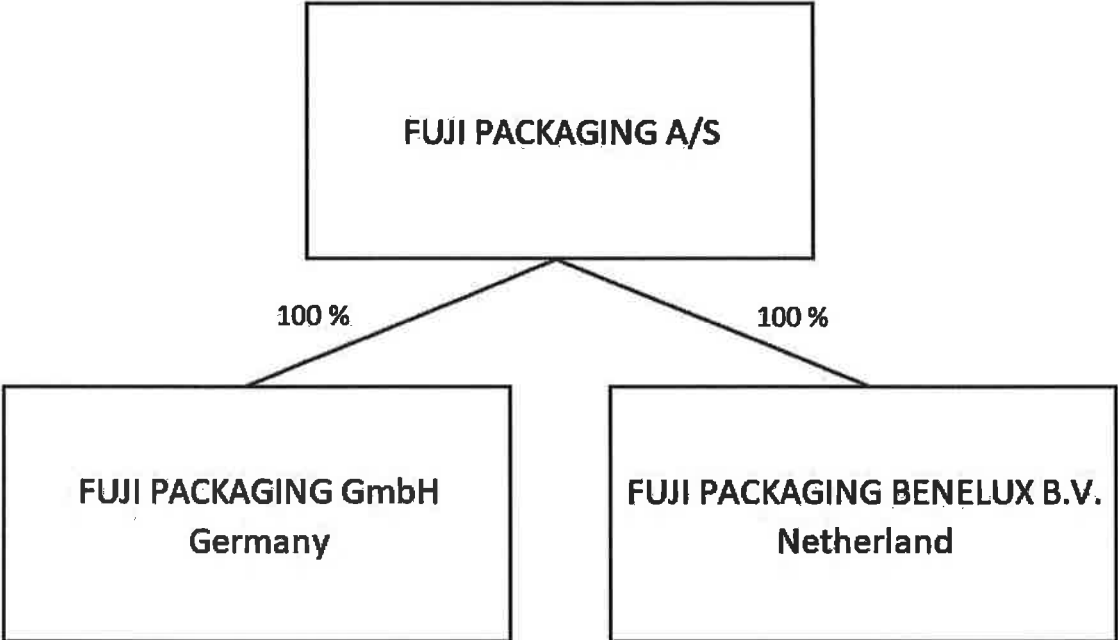 FUJI PACKAGING A/S
100 %
100 %
FUJI PACKAGING GmbH
Germany
FUJI PACKAGING BENELUX B.V.
Netherland